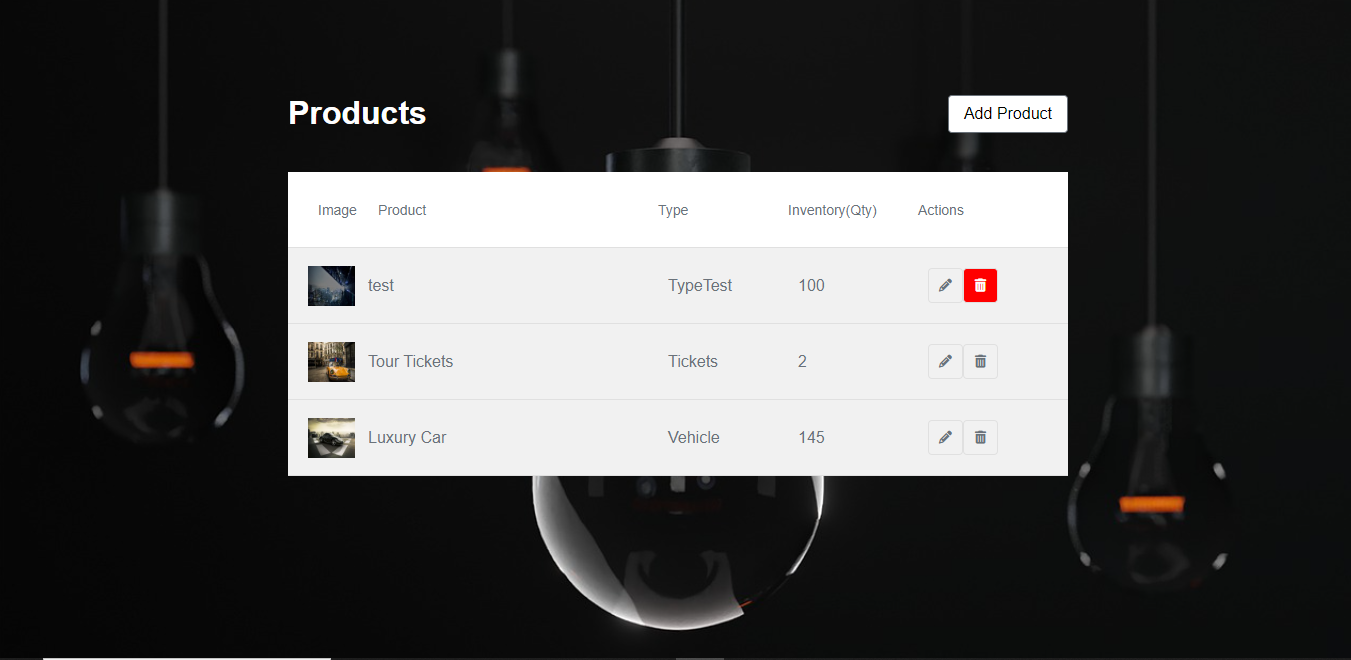 Products
Add Product
Image Product Type Inventory(Qty) Actions
test TypeTest 100
Tour Tickets Tickets 2
Luxury Car Vehicle 145